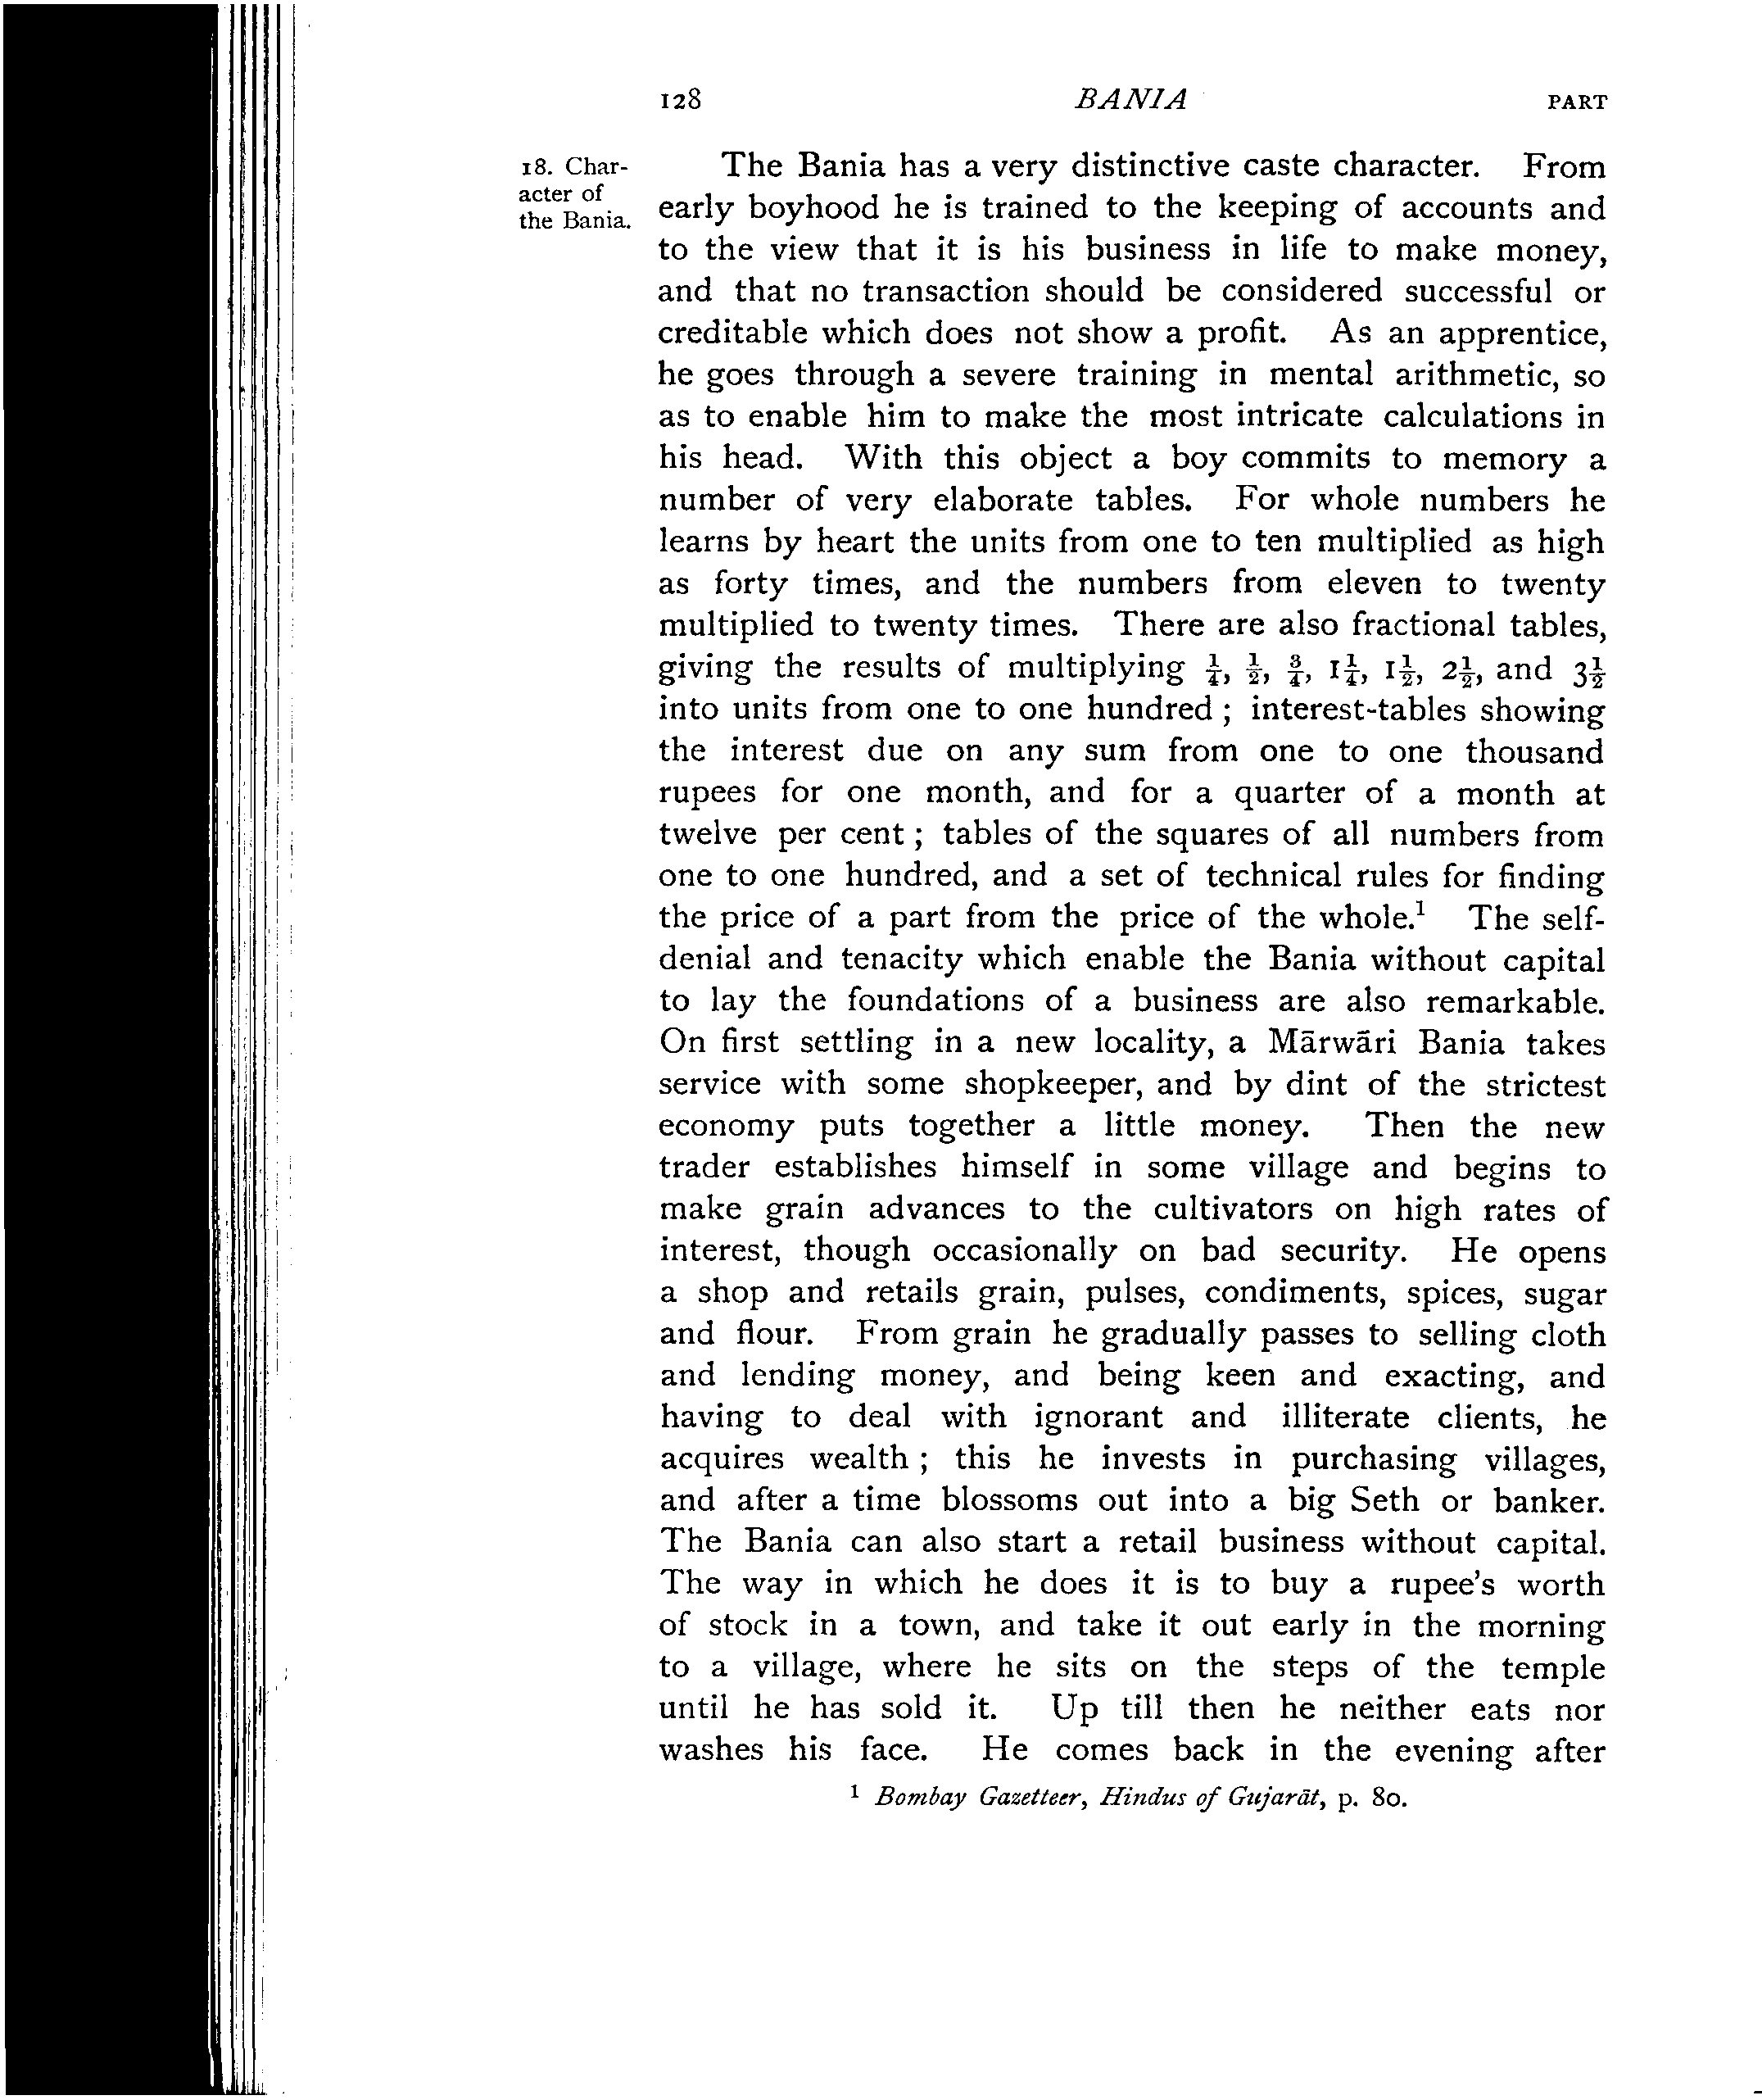 128 BANIA PART
18. Char-
acter of
the Bania.
The Bania has a very distinctive caste character. From
early boyhood he is trained to the keeping of accounts and
to the view that it is his business in life to make money,
and that no transaction should be considered successful or
creditable which does not show a profit. As an apprentice,
he goes through a severe training in mental arithmetic, so
as to enable him to make the most intricate calculations in
his head. With this object a boy commits to memory a
number of very elaborate tables. For whole numbers he
learns by heart the units from one to ten multiplied as high
as forty times, and the numbers from eleven to twenty
multiplied to twenty times. There are also fractional tables,
giving the results of multiplying ¼, ½, ¾, 1¼, 1½, 2½, and 3½
into units from one to one hundred ; interest-tables showing
the interest due on any sum from one to one thousand
rupees for one month, and for a quarter of a month at
twelve per cent ; tables of the squares of all numbers from
one to one hundred, and a set of technical rules for finding
the price of a part from the price of the whole.¹ The self-
denial and tenacity which enable the Bania without capital
to lay the foundations of a business are also remarkable.
On first settling in a new locality, a Mārwāri Bania takes
service with some shopkeeper, and by dint of the strictest
economy puts together a little money. Then the new
trader establishes himself in some village and begins to
make grain advances to the cultivators on high rates of
interest, though occasionally on bad security. He opens
a shop and retails grain, pulses, condiments, spices, sugar
and flour. From grain he gradually passes to selling cloth
and lending money, and being keen and exacting, and
having to deal with ignorant and illiterate clients, he
acquires wealth ; this he invests in purchasing villages,
and after a time blossoms out into a big Seth or banker.
The Bania can also start a retail business without capital.
The way in which he does it is to buy a rupee's worth
of stock in a town, and take it out early in the morning
to a village, where he sits on the steps of the temple
until he has sold it. Up till then he neither eats nor
washes his face. He comes back in the evening after
¹ Bombay Gazetteer, Hindus of Gujarāt, p. 80.